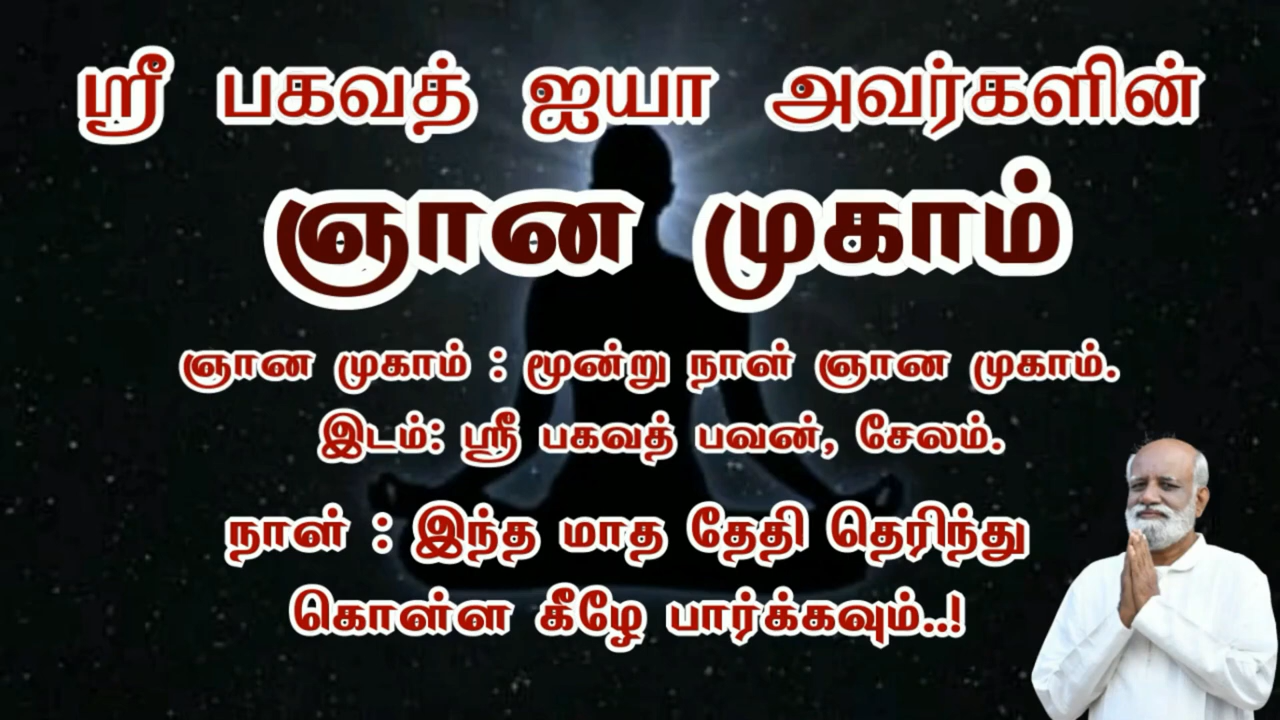 ஸ்ரீ பகவத் ஐயா அவர்களின்
ஞான முகாம்
ஞான முகாம் : மூன்று நாள் ஞான முகாம்.
இடம்: ஸ்ரீ பகவத் பவன், சேலம்.
நாள் : இந்த மாத தேதி தெரிந்து
கொள்ள கீழே பார்க்கவும்..!